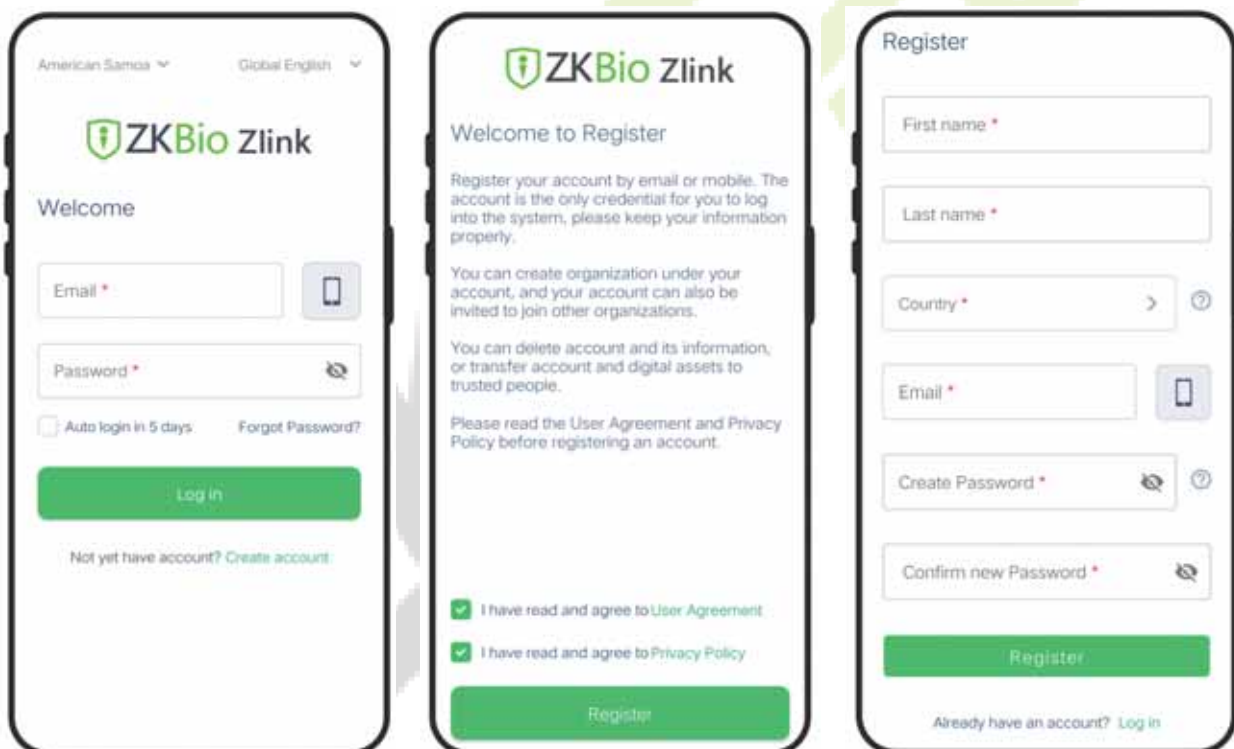 American Samoa
Global English
ZKBio Zlink
Welcome
Email *
Password *
Auto login in 5 days
Forgot Password?
Log in
Not yet have account? Create account
ZKBio Zlink
Welcome to Register
Register your account by email or mobile. The
account is the only credential for you to log
into the system, please keep your information
properly.
You can create organization under your
account, and your account can also be
invited to join other organizations.
You can delete account and its information,
or transfer account and digital assets to
trusted people.
Please read the User Agreement and Privacy
Policy before registering an account.
I have read and agree to User Agreement
I have read and agree to Privacy Policy
Register
Register
First name *
Last name *
Country *
Email *
Create Password *
Confirm new Password *
Register
Already have an account? Log in